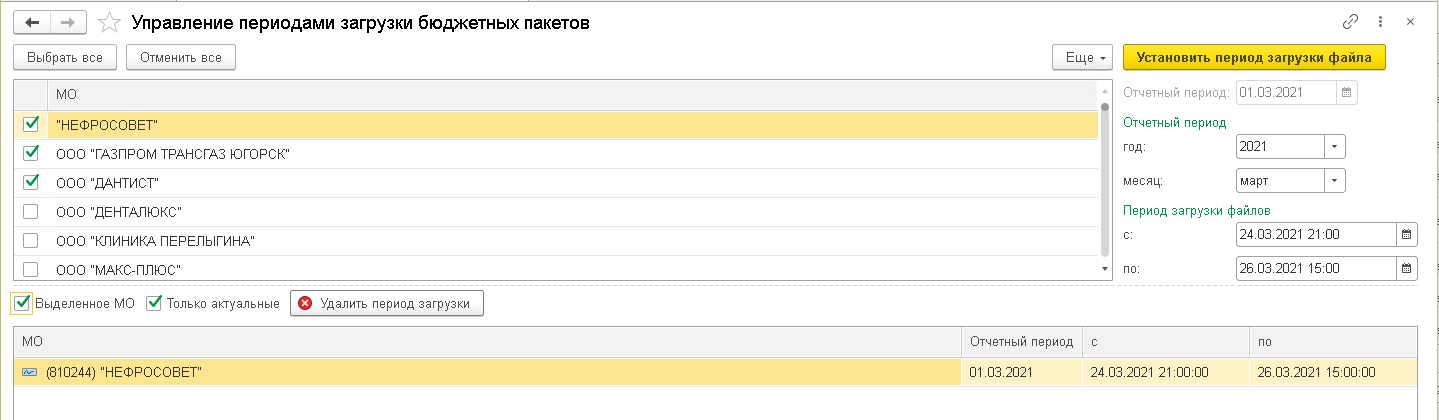 Управление периодами загрузки бюджетных пакетов
Выбрать все Отменить все Еще Установить период загрузки файла
МО
"НЕФРОСОВЕТ"
ООО "ГАЗПРОМ ТРАНСГАЗ ЮГОРСК"
ООО "ДАНТИСТ"
ООО "ДЕНТАЛЮКС"
ООО "КЛИНИКА ПЕРЕЛЫГИНА"
ООО "МАКС-ПЛЮС"
Отчетный период: 01.03.2021
Отчетный период
год: 2021
месяц: март
Период загрузки файлов
с: 24.03.2021 21:00
по: 26.03.2021 15:00
Выделенное МО Только актуальные Удалить период загрузки
МО Отчетный период с по
(810244) "НЕФРОСОВЕТ" 01.03.2021 24.03.2021 21:00:00 26.03.2021 15:00:00